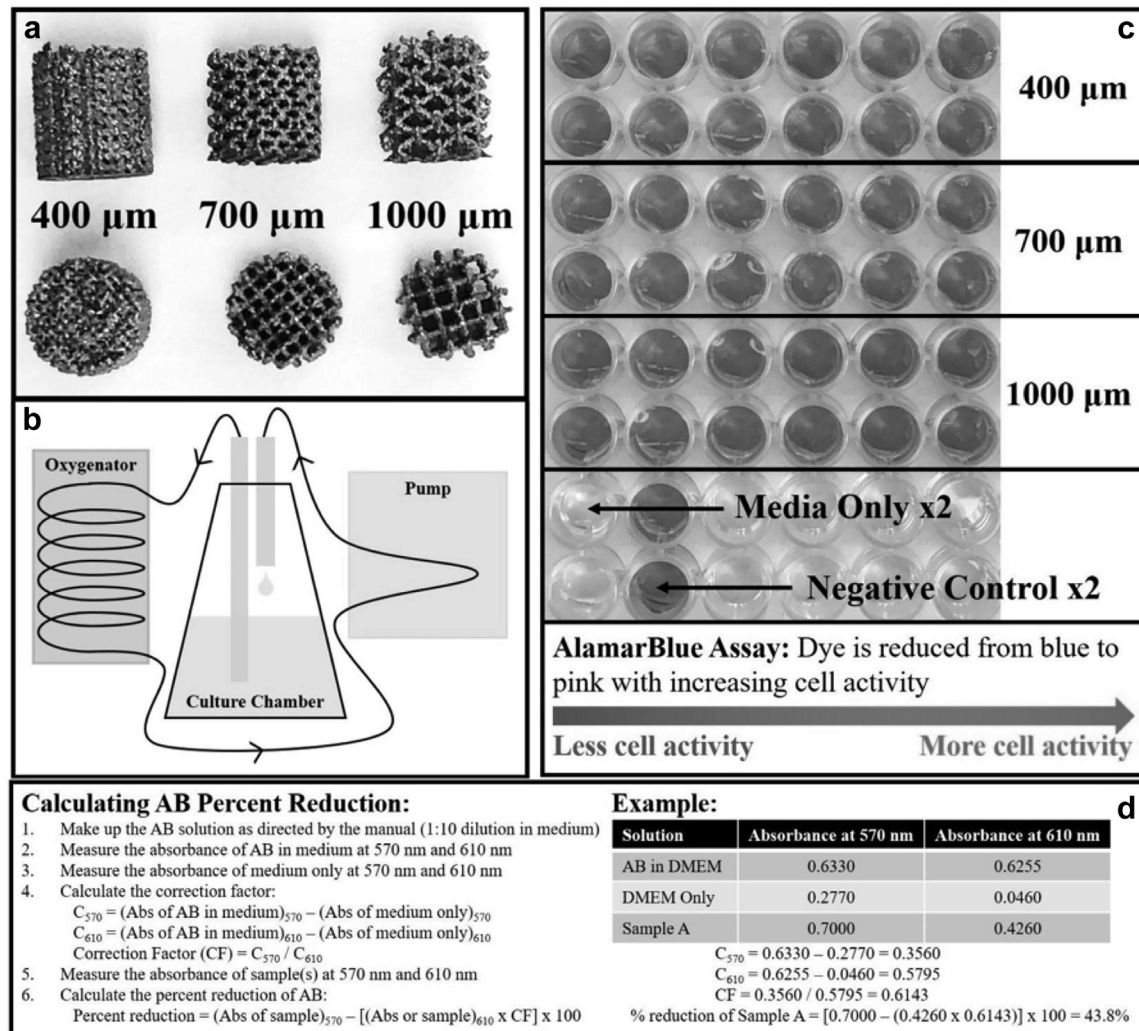 a
400 µm 700 µm 1000 µm
b
Oxygenator
Pump
Culture Chamber
c
400 µm
700 µm
1000 µm
Media Only x2
Negative Control x2
AlamarBlue Assay: Dye is reduced from blue to
pink with increasing cell activity
Less cell activity More cell activity
d
Calculating AB Percent Reduction:
1. Make up the AB solution as directed by the manual (1:10 dilution in medium)
2. Measure the absorbance of AB in medium at 570 nm and 610 nm
3. Measure the absorbance of medium only at 570 nm and 610 nm
4. Calculate the correction factor:
C570 = (Abs of AB in medium)570 – (Abs of medium only)570
C610 = (Abs of AB in medium)610 – (Abs of medium only)610
Correction Factor (CF) = C570 / C610
5. Measure the absorbance of sample(s) at 570 nm and 610 nm
6. Calculate the percent reduction of AB:
Percent reduction = (Abs of sample)570 – [(Abs or sample)610 x CF] x 100
Example:
Solution Absorbance at 570 nm Absorbance at 610 nm
AB in DMEM 0.6330 0.6255
DMEM Only 0.2770 0.0460
Sample A 0.7000 0.4260
C570 = 0.6330 – 0.2770 = 0.3560
C610 = 0.6255 – 0.0460 = 0.5795
CF = 0.3560 / 0.5795 = 0.6143
% reduction of Sample A = [0.7000 – (0.4260 x 0.6143)] x 100 = 43.8%